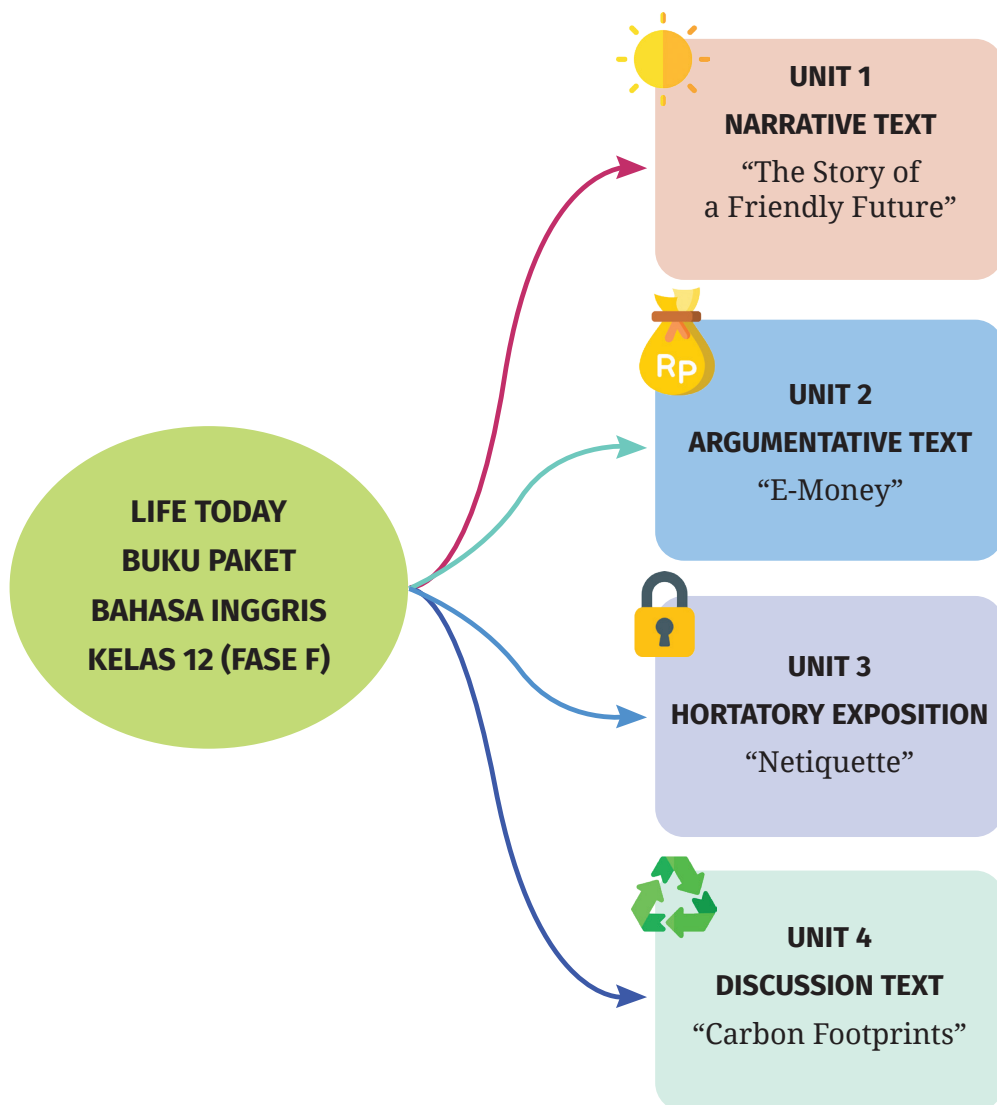 LIFE TODAY
BUKU PAKET
BAHASA INGGRIS
KELAS 12 (FASE F)
UNIT 1
NARRATIVE TEXT
“The Story of
a Friendly Future”
RP
UNIT 2
ARGUMENTATIVE TEXT
“E-Money”
UNIT 3
HORTATORY EXPOSITION
“Netiquette”
UNIT 4
DISCUSSION TEXT
“Carbon Footprints”